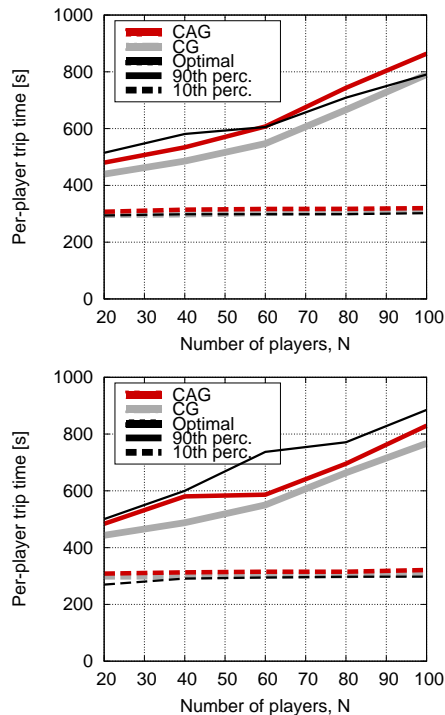 1000
CAG
CG
Optimal
90th perc.
10th perc.
800
600
400
200
0
Per-player trip time [s]
20 30 40 50 60 70 80 90 100
Number of players, N
1000
CAG
CG
Optimal
90th perc.
10th perc.
800
600
400
200
0
Per-player trip time [s]
20 30 40 50 60 70 80 90 100
Number of players, N